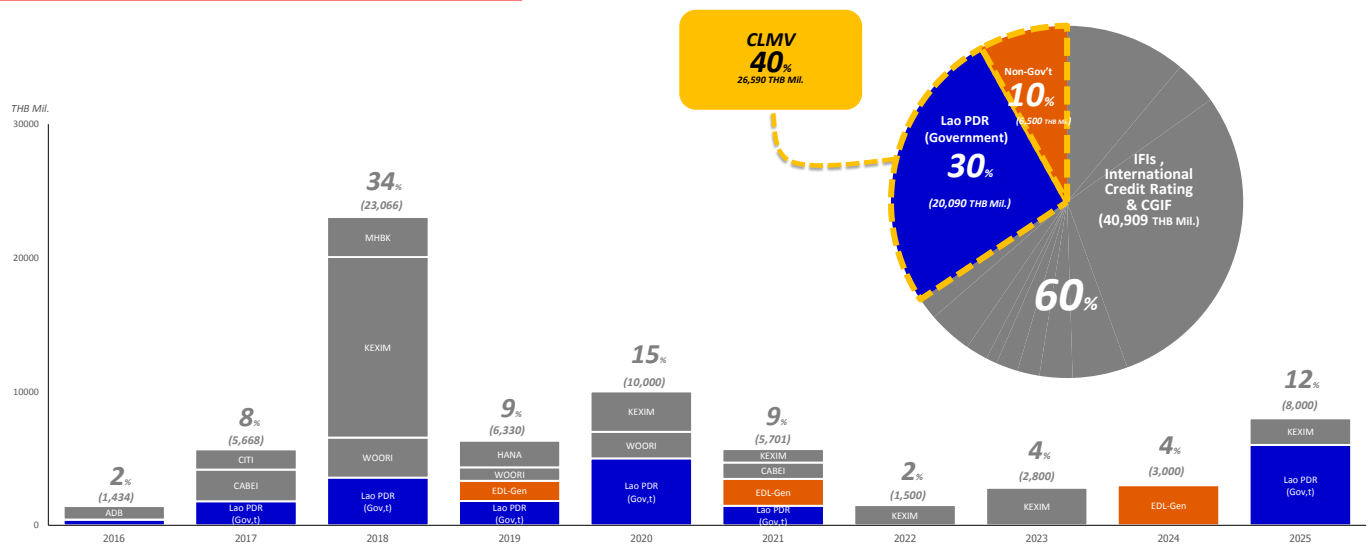 CLMV
40%
26,590 THB Mil.
Non-Gov't
10%
(6,500 THB Mil.)
Lao PDR
(Government)
30%
(20,090 THB Mil.)
IFIs ,
International
Credit Rating
& CGIF
(40,909 THB Mil.)
60%
THB Mil.
30000
20000
10000
0
2%
(1,434)
ADB
2016
8%
(5,668)
CITI
CABEI
Lao PDR
(Gov,t)
2017
34%
(23,066)
MHBK
KEXIM
WOORI
Lao PDR
(Gov,t)
2018
9%
(6,330)
HANA
WOORI
EDL-Gen
Lao PDR
(Gov,t)
2019
15%
(10,000)
KEXIM
WOORI
Lao PDR
(Gov,t)
2020
9%
(5,701)
KEXIM
CABEI
EDL-Gen
Lao PDR
(Gov,t)
2021
2%
(1,500)
KEXIM
2022
4%
(2,800)
KEXIM
2023
4%
(3,000)
EDL-Gen
2024
12%
(8,000)
KEXIM
Lao PDR
(Gov,t)
2025